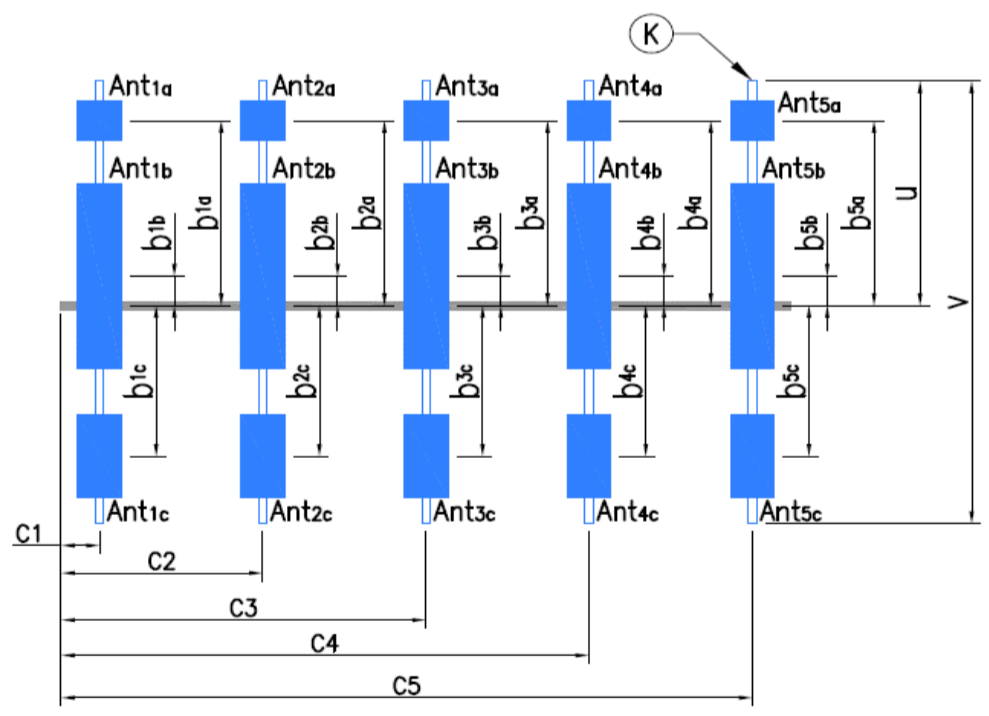 K
Ant1a Ant2a Ant3a Ant4a Ant5a
Ant1b Ant2b Ant3b Ant4b Ant5b
b1b b1a b2b b2a b3b b3a b4b b4a b5b b5a u
v
b1c b2c b3c b4c b5c
Ant1c Ant2c Ant3c Ant4c Ant5c
C1
C2
C3
C4
C5